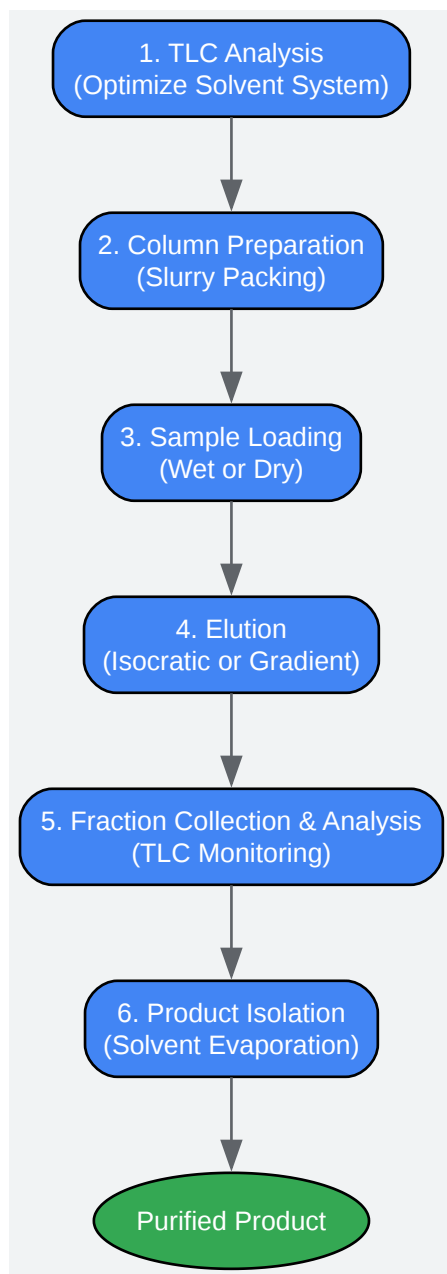 1. TLC Analysis
(Optimize Solvent System)
2. Column Preparation
(Slurry Packing)
3. Sample Loading
(Wet or Dry)
4. Elution
(Isocratic or Gradient)
5. Fraction Collection & Analysis
(TLC Monitoring)
6. Product Isolation
(Solvent Evaporation)
Purified Product